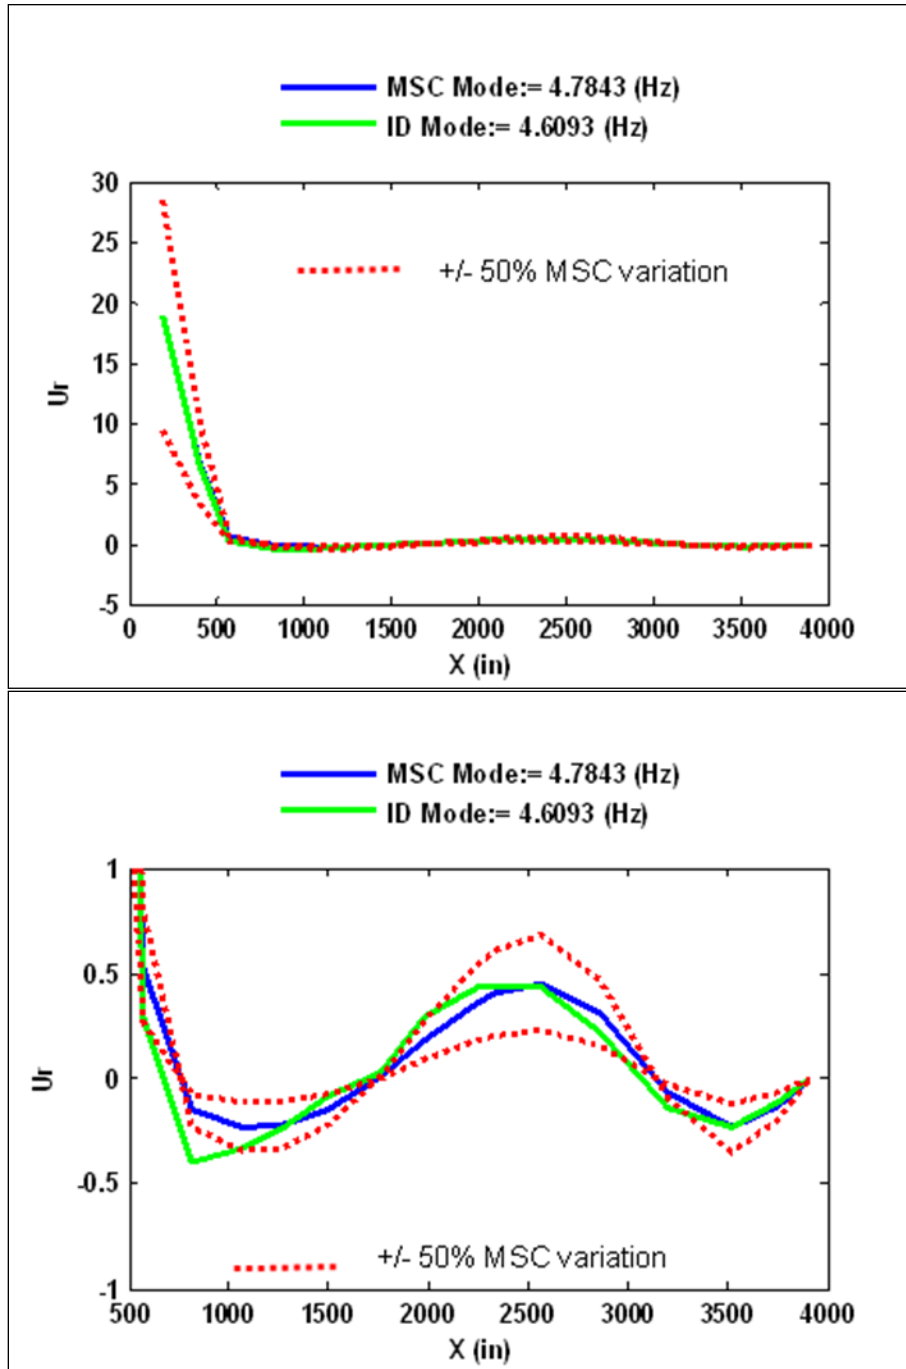 MSC Mode:= 4.7843 (Hz)
ID Mode:= 4.6093 (Hz)
30
25
20
15
10
5
0
-5
+/- 50% MSC variation
Ur
0 500 1000 1500 2000 2500 3000 3500 4000
X (in)
MSC Mode:= 4.7843 (Hz)
ID Mode:= 4.6093 (Hz)
1
0.5
0
-0.5
-1
Ur
+/- 50% MSC variation
500 1000 1500 2000 2500 3000 3500 4000
X (in)